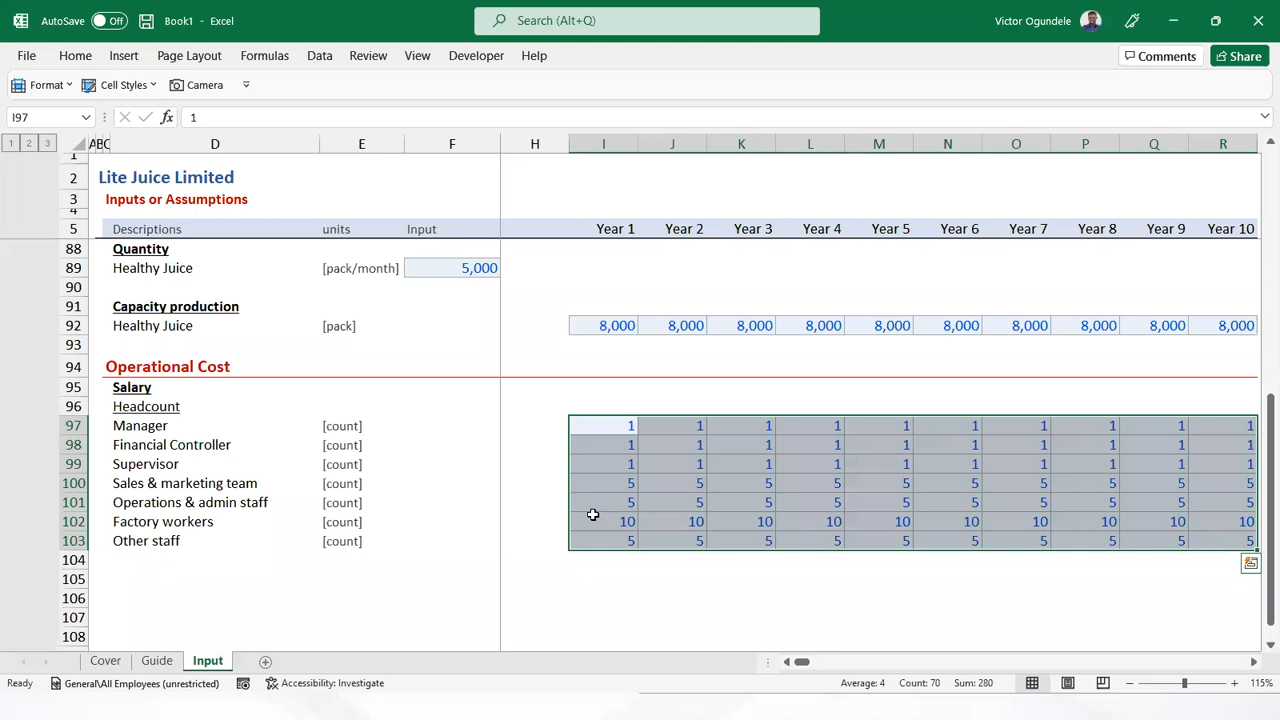 AutoSave Off Book1 - Excel Search (Alt+Q) Victor Ogundele
File Home Insert Page Layout Formulas Data Review View Developer Help Comments Share
Format Cell Styles Camera
I97 fx 1
1 2 3 A B C D E F H I J K L M N O P Q R
1
2 Lite Juice Limited
3 Inputs or Assumptions
4
5 Descriptions units Input Year 1 Year 2 Year 3 Year 4 Year 5 Year 6 Year 7 Year 8 Year 9 Year 10
88 Quantity
89 Healthy Juice [pack/month] 5,000
90
91 Capacity production
92 Healthy Juice [pack] 8,000 8,000 8,000 8,000 8,000 8,000 8,000 8,000 8,000 8,000
93
94 Operational Cost
95 Salary
96 Headcount
97 Manager [count] 1 1 1 1 1 1 1 1 1 1
98 Financial Controller [count] 1 1 1 1 1 1 1 1 1 1
99 Supervisor [count] 1 1 1 1 1 1 1 1 1 1
100 Sales & marketing team [count] 5 5 5 5 5 5 5 5 5 5
101 Operations & admin staff [count] 5 5 5 5 5 5 5 5 5 5
102 Factory workers [count] 10 10 10 10 10 10 10 10 10 10
103 Other staff [count] 5 5 5 5 5 5 5 5 5 5
104
105
106
107
108
Cover Guide Input
Ready General\All Employees (unrestricted) Accessibility: Investigate Average: 4 Count: 70 Sum: 280 115%